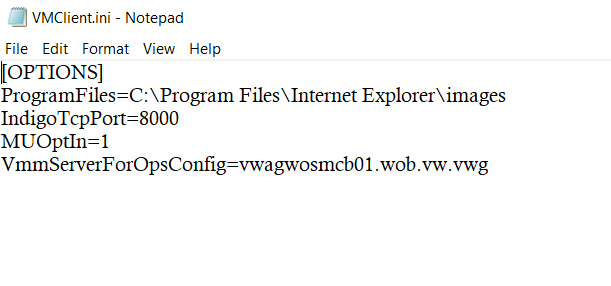 VMClient.ini - Notepad
File Edit Format View Help
[OPTIONS]
ProgramFiles=C:\Program Files\Internet Explorer\images
IndigoTcpPort=8000
MUOptIn=1
VmmServerForOpsConfig=vwagwosmcb01.wob.vw.vwg